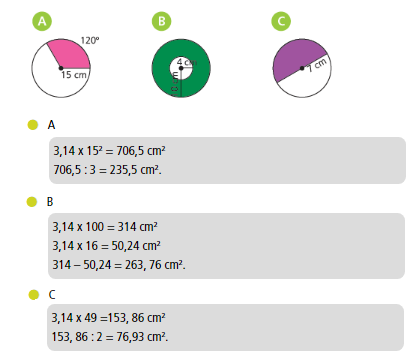 A
B
C
120°
15 cm
4 cm
7 cm
A
3,14 x 15² = 706,5 cm²
706,5 : 3 = 235,5 cm².
B
3,14 x 100 = 314 cm²
3,14 x 16 = 50,24 cm²
314 – 50,24 = 263, 76 cm².
C
3,14 x 49 =153, 86 cm²
153, 86 : 2 = 76,93 cm².